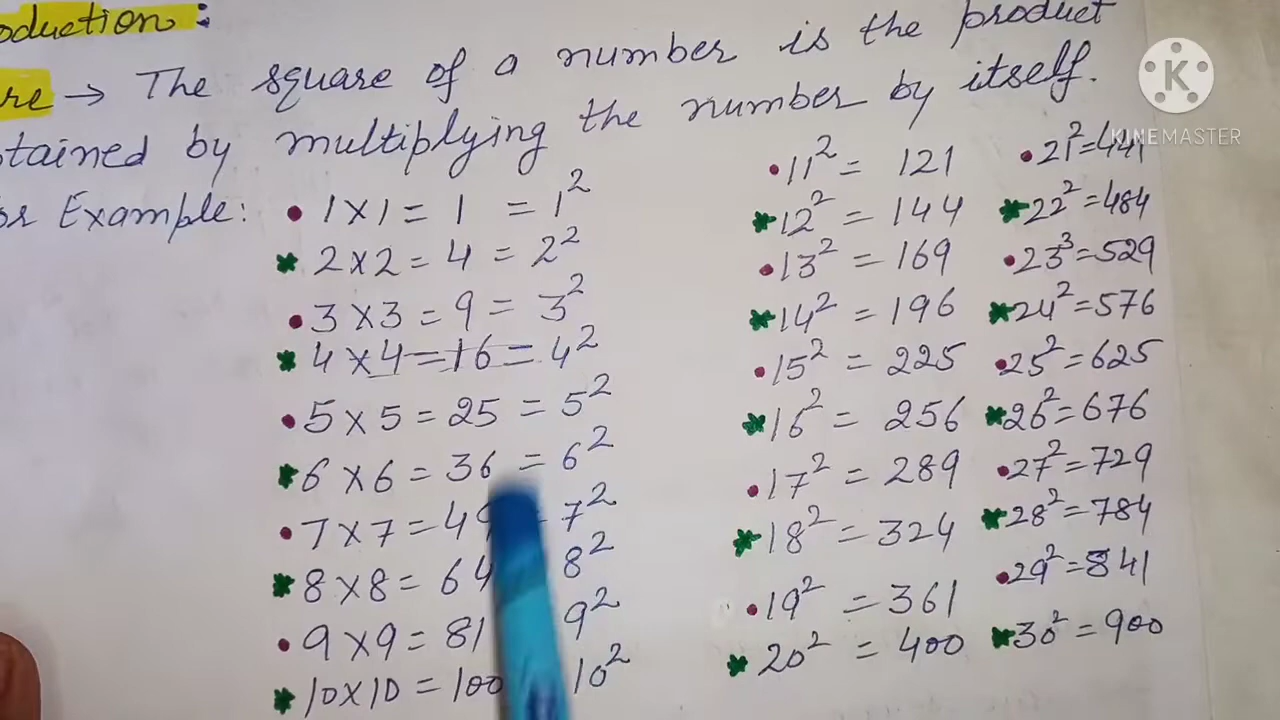 oduction:
re → The square of a number is the product
tained by multiplying the number by itself.
or Example:
• 1 x 1 = 1 = 1²
* 2 x 2 = 4 = 2²
• 3 x 3 = 9 = 3²
* 4 x 4 = 16 = 4²
• 5 x 5 = 25 = 5²
* 6 x 6 = 36 = 6²
• 7 x 7 = 49 = 7²
* 8 x 8 = 64 8²
• 9 x 9 = 81 9²
* 10 x 10 = 100 10²
• 11² = 121
* 12² = 144
• 13² = 169
* 14² = 196
• 15² = 225
* 16² = 256
• 17² = 289
* 18² = 324
• 19² = 361
* 20² = 400
• 21² = 441
* 22² = 484
• 23³ = 529
* 24² = 576
• 25² = 625
* 26² = 676
• 27² = 729
* 28² = 784
• 29² = 841
* 30² = 900
K
KINEMASTER